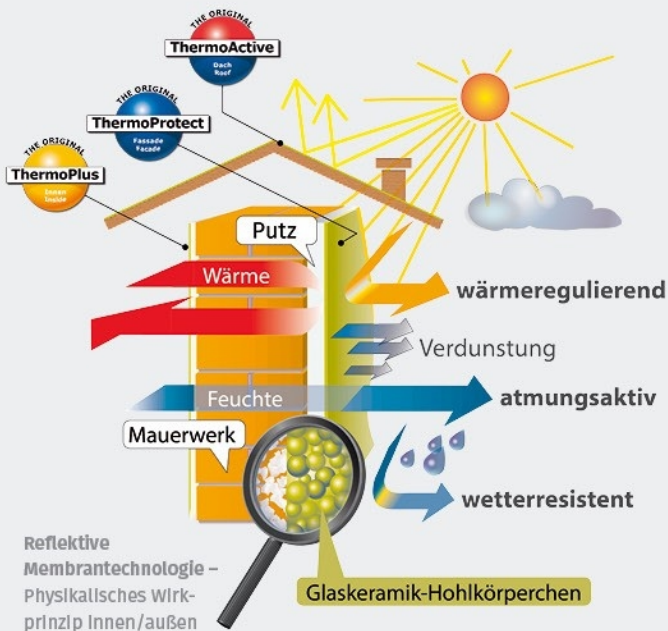 THE ORIGINAL
ThermoActive
Dach
Roof
THE ORIGINAL
ThermoProtect
Fassade
Facade
THE ORIGINAL
ThermoPlus
Innen
Inside
Putz
Wärme
wärmeregulierend
Verdunstung
Feuchte
atmungsaktiv
Mauerwerk
wetterresistent
Reflektive
Membrantechnologie –
Physikalisches Wirk-
prinzip innen/außen
Glaskeramik-Hohlkörperchen